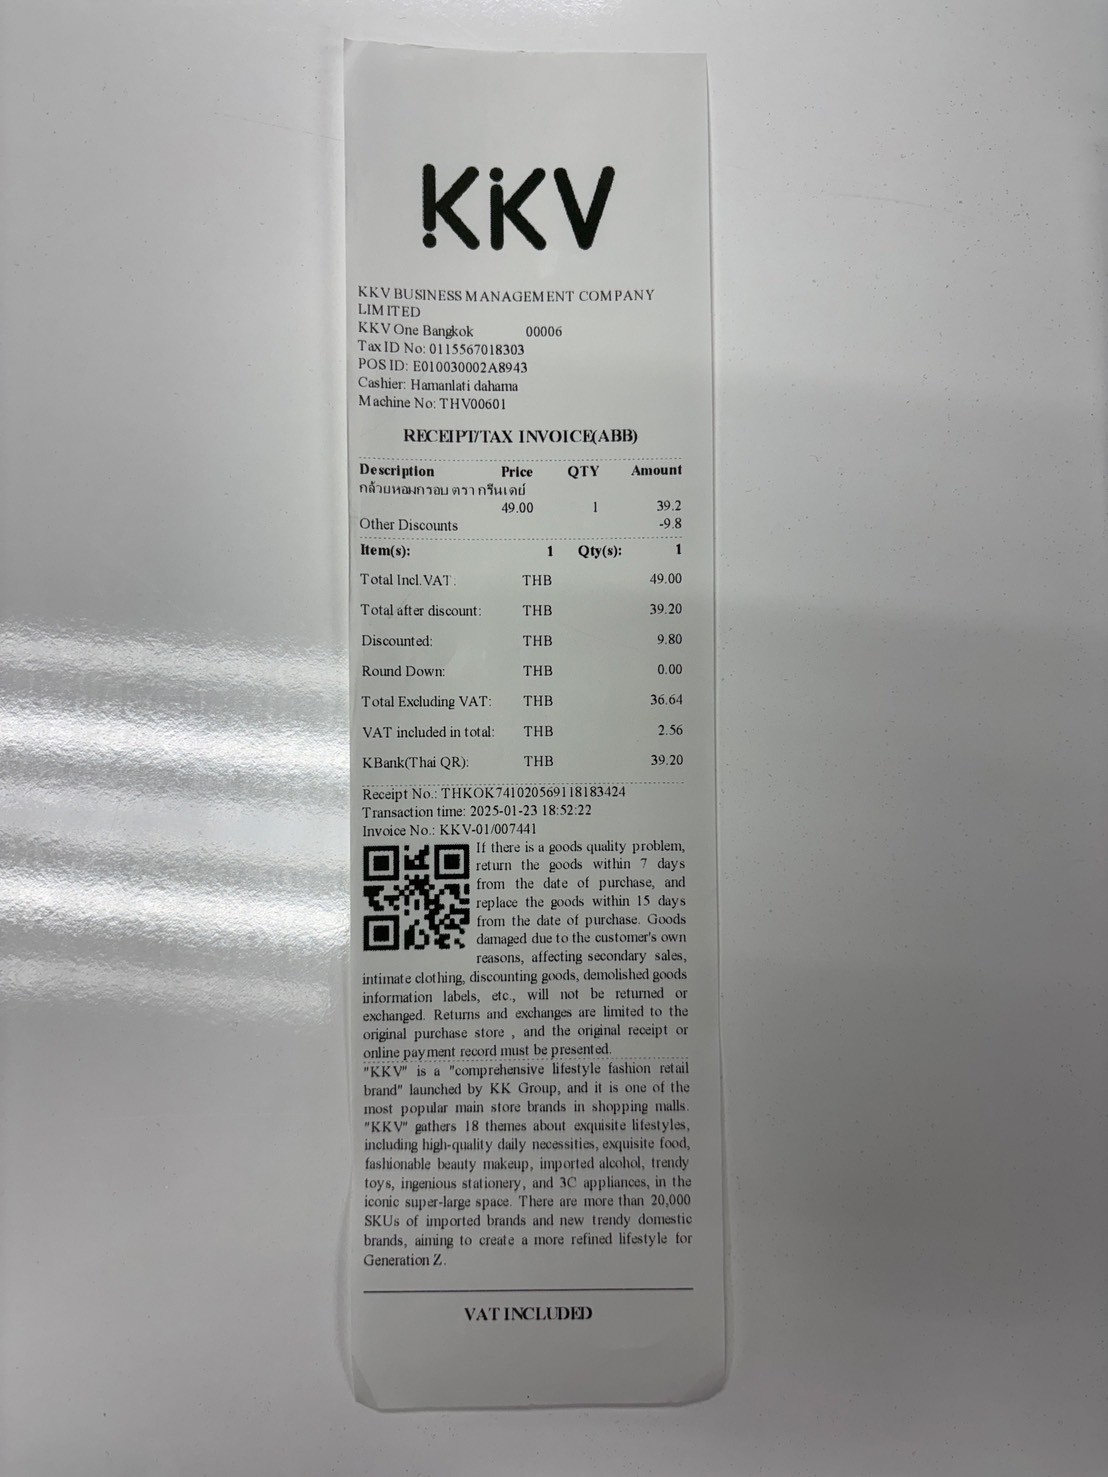 KKV
KKV BUSINESS MANAGEMENT COMPANY
LIMITED
KKV One Bangkok 00006
Tax ID No: 0115567018303
POS ID: E010030002A8943
Cashier: Hamanlati dahama
Machine No: THV00601
RECEIPT/TAX INVOICE(ABB)
Description Price QTY Amount
กล้วยหอมกรอบ ตรา กรีนเดย์
49.00 1 39.2
Other Discounts -9.8
Item(s): 1 Qty(s): 1
Total Incl.VAT: THB 49.00
Total after discount: THB 39.20
Discounted: THB 9.80
Round Down: THB 0.00
Total Excluding VAT: THB 36.64
VAT included in total: THB 2.56
KBank(Thai QR): THB 39.20
Receipt No.: THKOK741020569118183424
Transaction time: 2025-01-23 18:52:22
Invoice No.: KKV-01/007441
If there is a goods quality problem,
return the goods within 7 days
from the date of purchase, and
replace the goods within 15 days
from the date of purchase. Goods
damaged due to the customer's own
reasons, affecting secondary sales,
intimate clothing, discounting goods, demolished goods
information labels, etc., will not be returned or
exchanged. Returns and exchanges are limited to the
original purchase store , and the original receipt or
online payment record must be presented.
"KKV" is a "comprehensive lifestyle fashion retail
brand" launched by KK Group, and it is one of the
most popular main store brands in shopping malls.
"KKV" gathers 18 themes about exquisite lifestyles,
including high-quality daily necessities, exquisite food,
fashionable beauty makeup, imported alcohol, trendy
toys, ingenious stationery, and 3C appliances, in the
iconic super-large space. There are more than 20,000
SKUs of imported brands and new trendy domestic
brands, aiming to create a more refined lifestyle for
Generation Z.
VAT INCLUDED